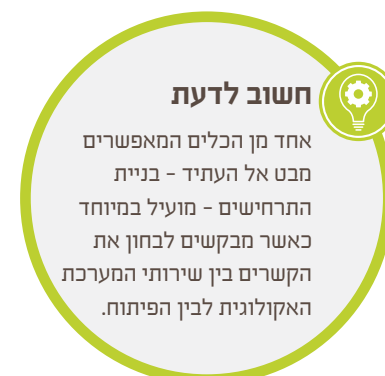 חשוב לדעת
אחד מן הכלים המאפשרים
מבט אל העתיד – בניית
התרחישים – מועיל במיוחד
כאשר מבקשים לבחון את
הקשרים בין שירותי המערכת
האקולוגית לבין הפיתוח.